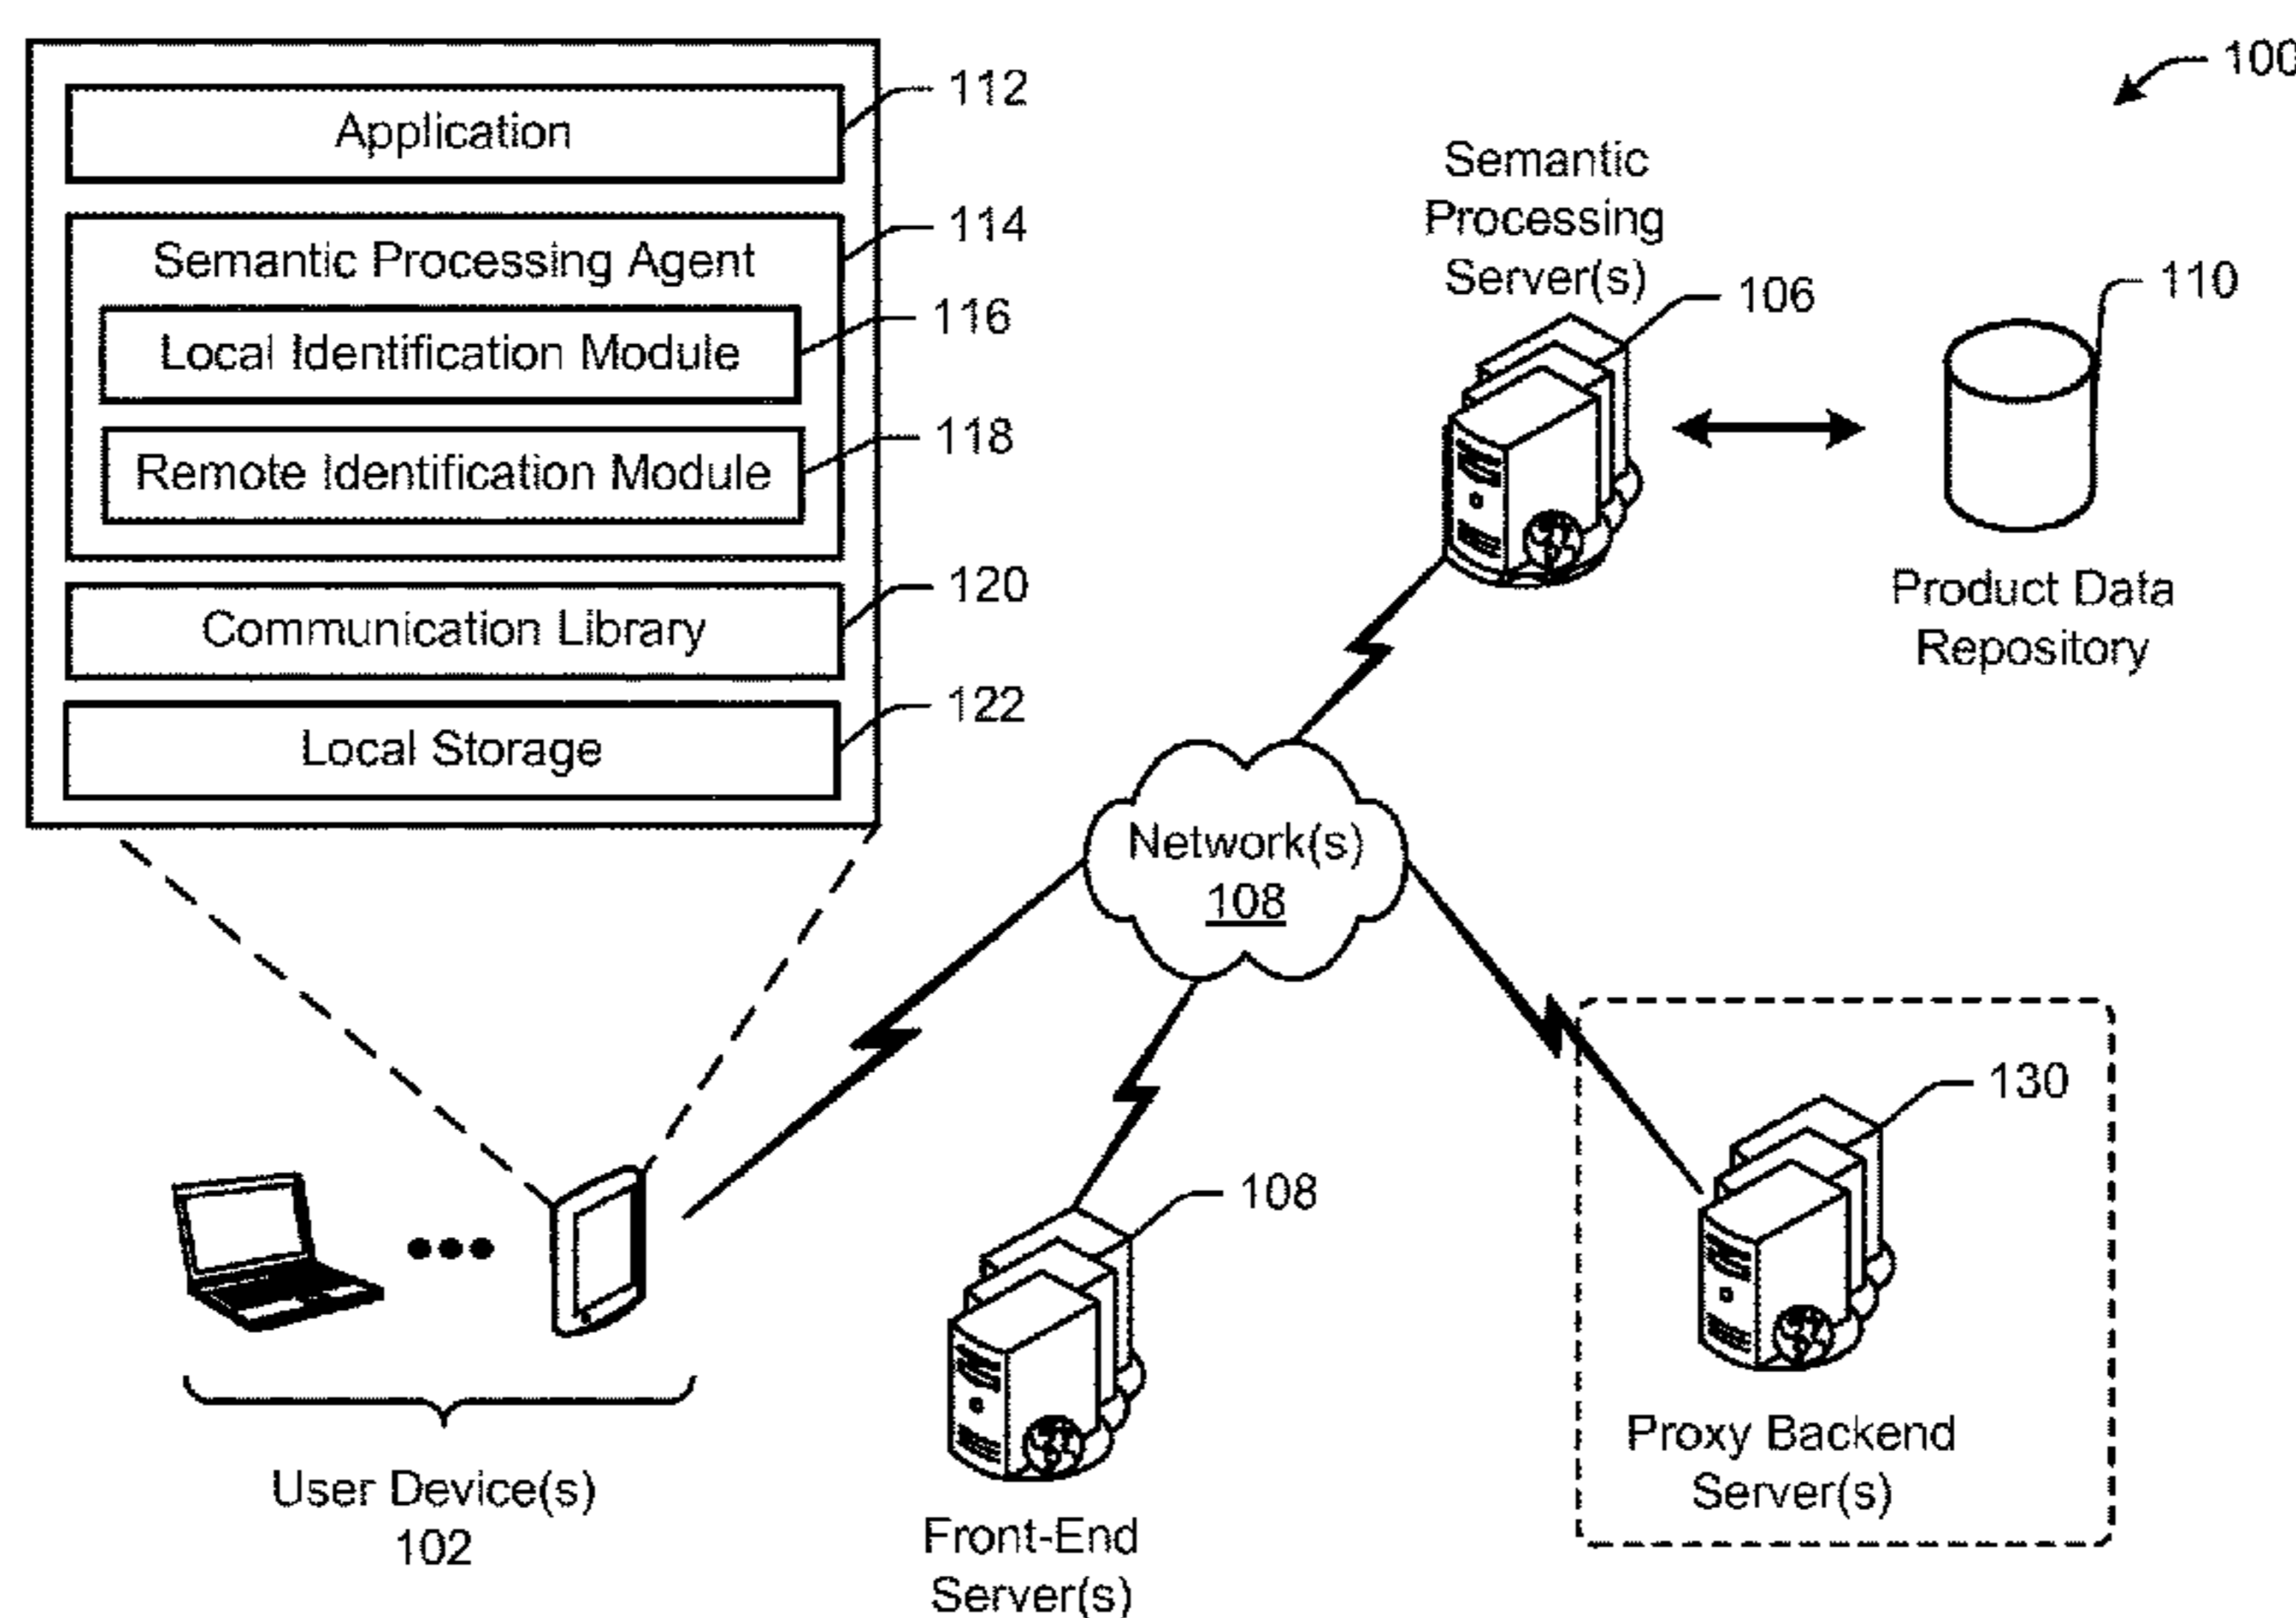 100
Application
112
Semantic Processing Agent
114
Local Identification Module
116
Remote Identification Module
118
Communication Library
120
Local Storage
122
Semantic
Processing
Server(s)
106
110
Product Data
Repository
Network(s)
108
130
Proxy Backend
Server(s)
108
Front-End
Server(s)
User Device(s)
102